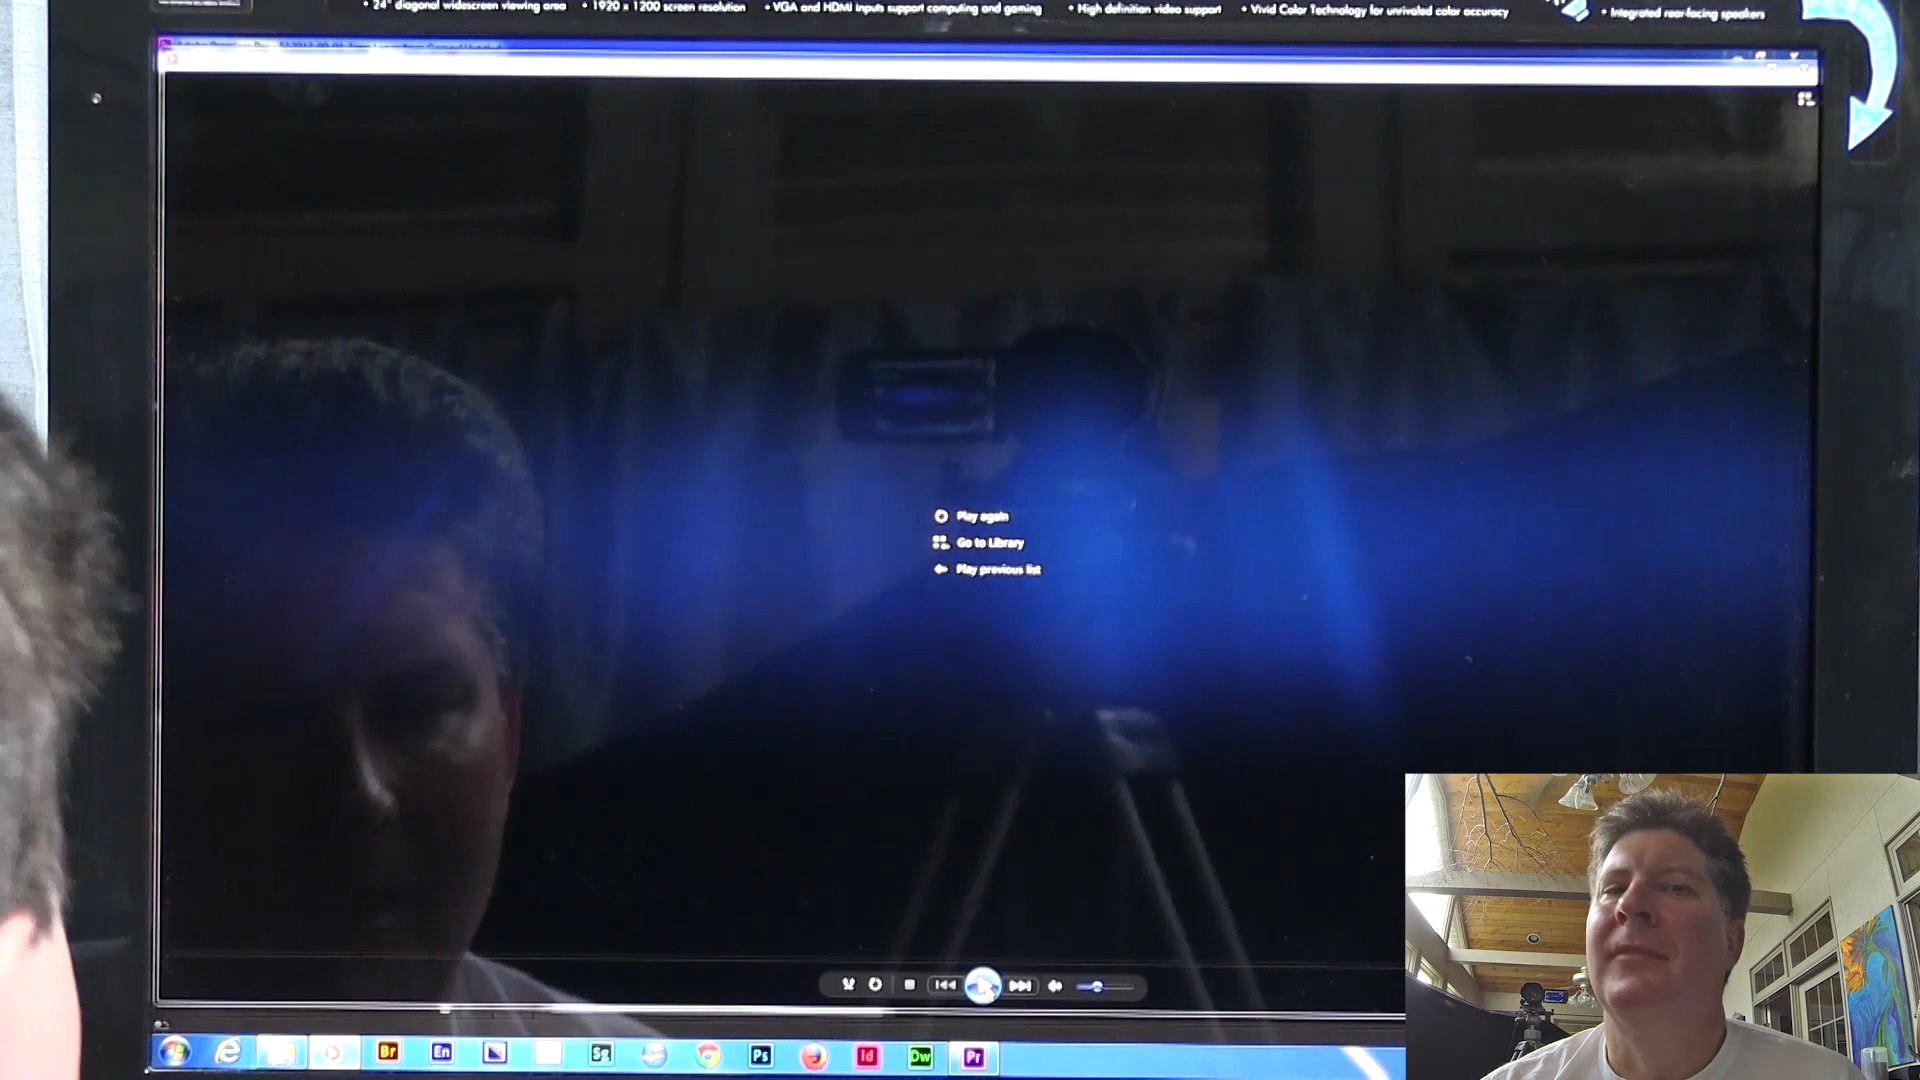 • 24" diagonal widescreen viewing area • 1920 x 1200 screen resolution • VGA and HDMI inputs support computing and gaming • High definition video support • Vivid Color Technology for unrivaled color accuracy • Integrated rear-facing speakers
Play again
Go to Library
Play previous list
Br En Sg Ps Id Dw Pr